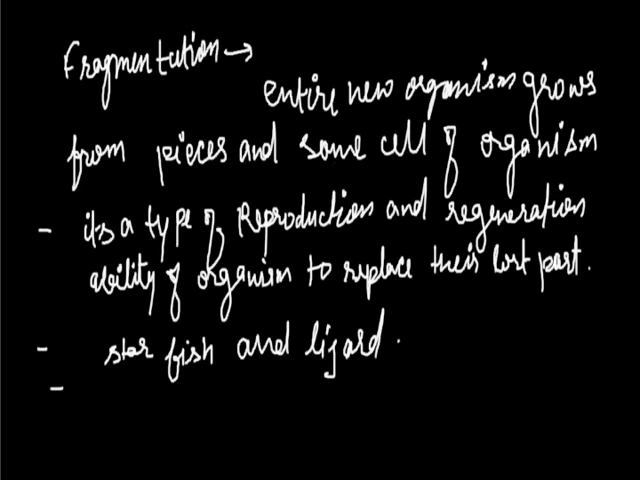 Fragmentation →
entire new organism grows
from pieces and some cell of organism
- its a type of Reproduction and regeneration
ability of organism to replace their lost part.
- star fish and lizard.
-